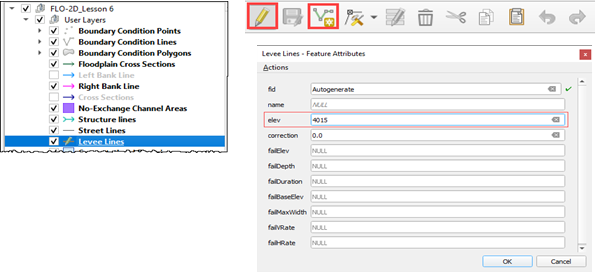 FLO-2D_Lesson 6
User Layers
Boundary Condition Points
Boundary Condition Lines
Boundary Condition Polygons
Floodplain Cross Sections
Left Bank Line
Right Bank Line
Cross Sections
No-Exchange Channel Areas
Structure lines
Street Lines
Levee Lines
Levee Lines - Feature Attributes
Actions
fid Autogenerate
name NULL
elev 4015
correction 0.0
failElev NULL
failDepth NULL
failDuration NULL
failBaseElev NULL
failMaxWidth NULL
failVRate NULL
failHRate NULL
OK Cancel